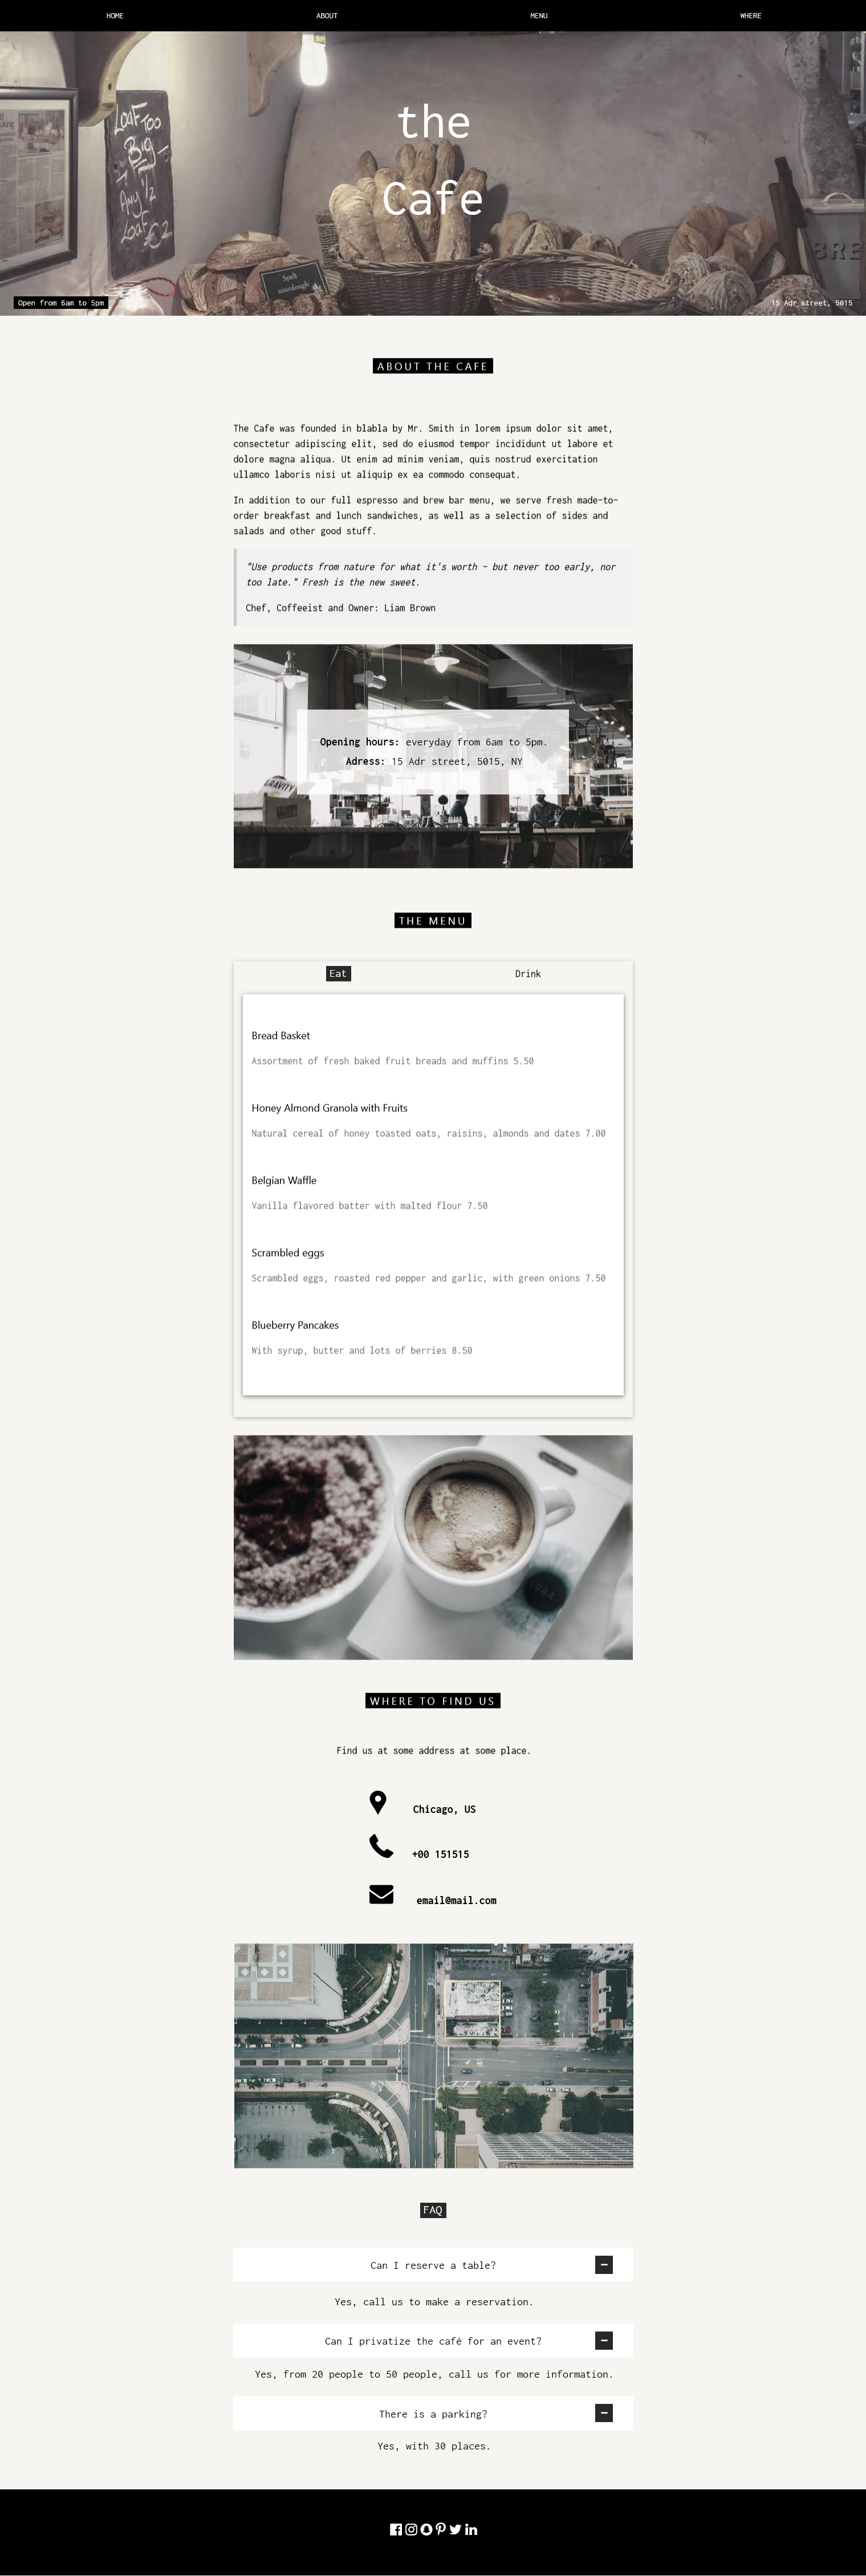 HOME ABOUT MENU WHERE
the
Cafe
Loaf Too
Big
Any 1/2
Loaf €2
Spelt
sourdough
BRE
Open from 6am to 5pm
15 Adr street, 5015
ABOUT THE CAFE
The Cafe was founded in blabla by Mr. Smith in lorem ipsum dolor sit amet,
consectetur adipiscing elit, sed do eiusmod tempor incididunt ut labore et
dolore magna aliqua. Ut enim ad minim veniam, quis nostrud exercitation
ullamco laboris nisi ut aliquip ex ea commodo consequat.
In addition to our full espresso and brew bar menu, we serve fresh made-to-
order breakfast and lunch sandwiches, as well as a selection of sides and
salads and other good stuff.
"Use products from nature for what it's worth - but never too early, nor
too late." Fresh is the new sweet.
Chef, Coffeeist and Owner: Liam Brown
Opening hours: everyday from 6am to 5pm.
Adress: 15 Adr street, 5015, NY
GRAVITY
THE MENU
Eat Drink
Bread Basket
Assortment of fresh baked fruit breads and muffins 5.50
Honey Almond Granola with Fruits
Natural cereal of honey toasted oats, raisins, almonds and dates 7.00
Belgian Waffle
Vanilla flavored batter with malted flour 7.50
Scrambled eggs
Scrambled eggs, roasted red pepper and garlic, with green onions 7.50
Blueberry Pancakes
With syrup, butter and lots of berries 8.50
1984
WHERE TO FIND US
Find us at some address at some place.
Chicago, US
+00 151515
email@mail.com
FAQ
Can I reserve a table?
Yes, call us to make a reservation.
Can I privatize the café for an event?
Yes, from 20 people to 50 people, call us for more information.
There is a parking?
Yes, with 30 places.